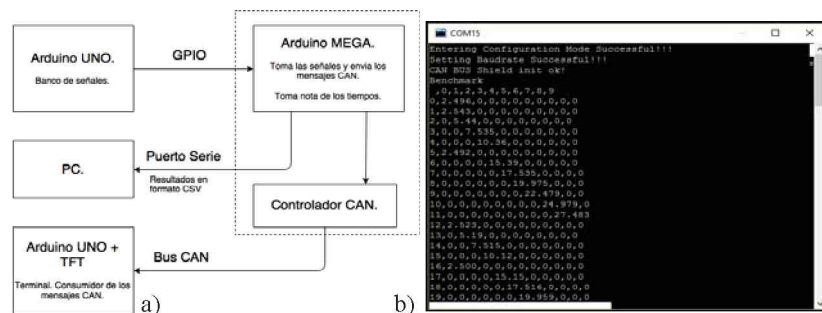 Arduino UNO.
Banco de señales.
GPIO
Arduino MEGA.
Toma las señales y envia los
mensajes CAN.
Toma nota de los tiempos.
PC.
Puerto Serie
Resultados en
formato CSV
Controlador CAN.
Arduino UNO +
TFT
Terminal. Consumidor de los
mensajes CAN.
Bus CAN
a)
b)
COM15
Entering Configuration Mode Successful!!!
Setting Baudrate Successful!!!
CAN BUS Shield init ok!
Benchmark
,0,1,2,3,4,5,6,7,8,9
0,2.496,0,0,0,0,0,0,0,0,0
1,2.543,0,0,0,0,0,0,0,0,0
2,0,5.44,0,0,0,0,0,0,0,0
3,0,0,7.535,0,0,0,0,0,0,0
4,0,0,0,10.36,0,0,0,0,0,0
5,2.492,0,0,0,0,0,0,0,0,0
6,0,0,0,0,0,15.39,0,0,0,0
7,0,0,0,0,0,0,17.535,0,0,0,0
8,0,0,0,0,0,0,0,19.975,0,0,0
9,0,0,0,0,0,0,0,0,22.479,0,0
10,0,0,0,0,0,0,0,0,24.979,0
11,0,0,0,0,0,0,0,0,0,27.483
12,2.523,0,0,0,0,0,0,0,0,0
13,0,5.19,0,0,0,0,0,0,0,0
14,0,0,7.515,0,0,0,0,0,0,0
15,0,0,0,10.12,0,0,0,0,0,0
16,2.500,0,0,0,0,0,0,0,0,0
17,0,0,0,0,0,15.15,0,0,0,0
18,0,0,0,0,0,0,17.516,0,0,0,0
19,0,0,0,0,0,0,19.959,0,0,0